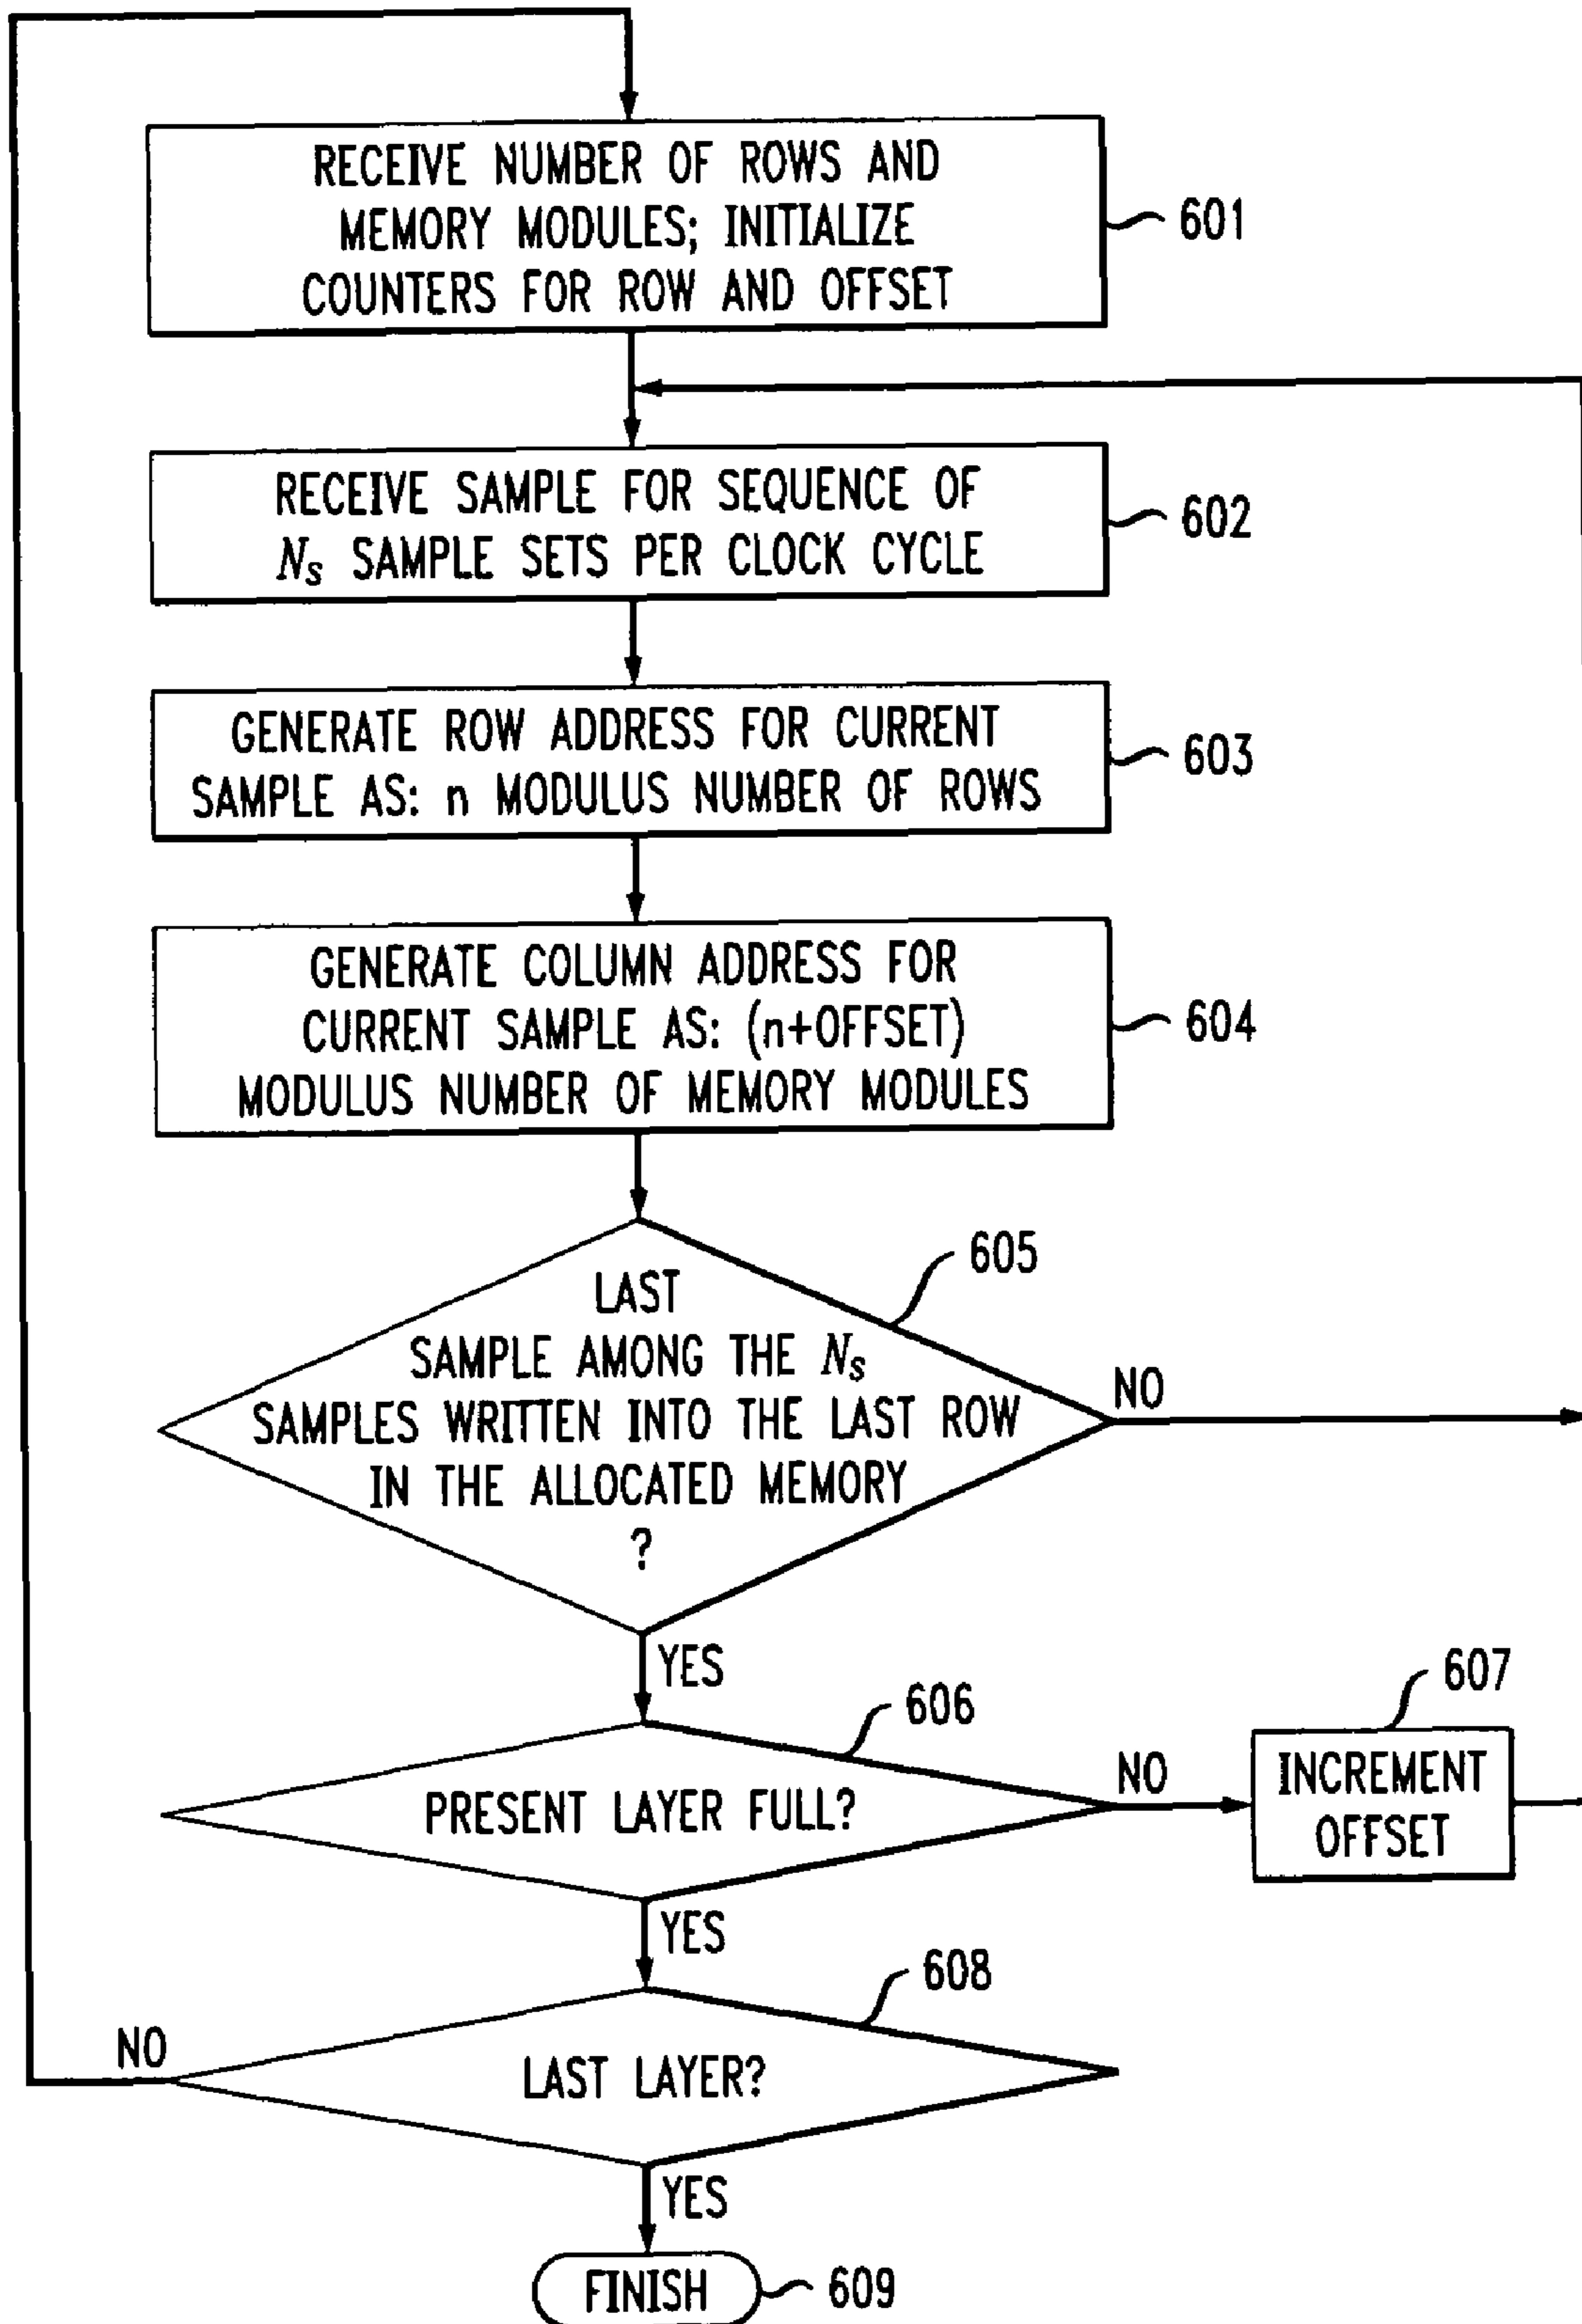 RECEIVE NUMBER OF ROWS AND
MEMORY MODULES; INITIALIZE
COUNTERS FOR ROW AND OFFSET
601
RECEIVE SAMPLE FOR SEQUENCE OF
Ns SAMPLE SETS PER CLOCK CYCLE
602
GENERATE ROW ADDRESS FOR CURRENT
SAMPLE AS: n MODULUS NUMBER OF ROWS
603
GENERATE COLUMN ADDRESS FOR
CURRENT SAMPLE AS: (n+OFFSET)
MODULUS NUMBER OF MEMORY MODULES
604
605
LAST
SAMPLE AMONG THE Ns
SAMPLES WRITTEN INTO THE LAST ROW
IN THE ALLOCATED MEMORY
?
NO
YES
606
PRESENT LAYER FULL?
NO
607
INCREMENT
OFFSET
YES
608
LAST LAYER?
NO
YES
FINISH
609